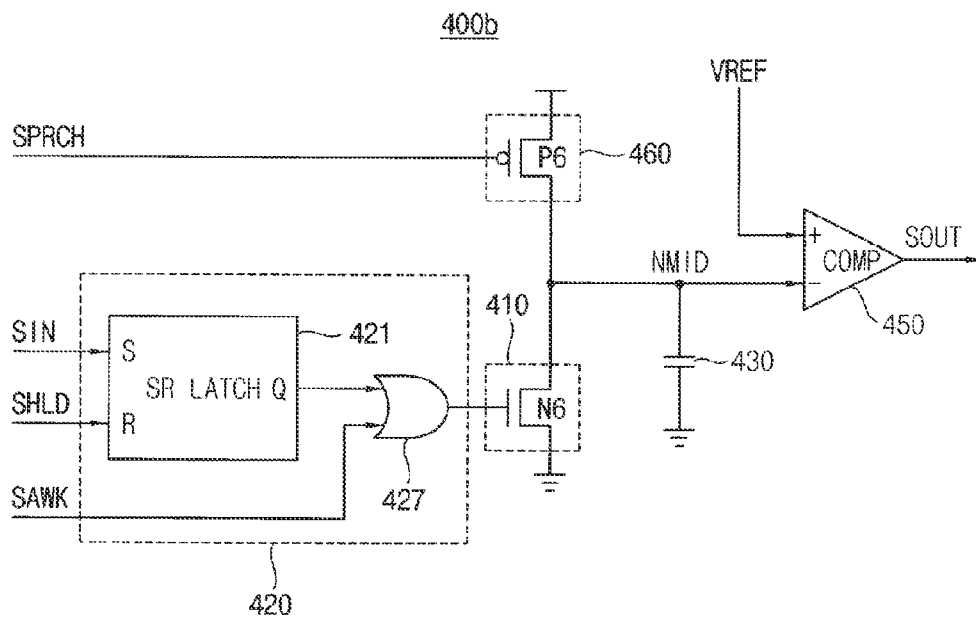 400b
VREF
SPRCH
P6
460
SOUT
+
COMP
-
NMID
450
410
SIN
S
421
430
SR LATCH Q
N6
SHLD
R
427
SAWK
420